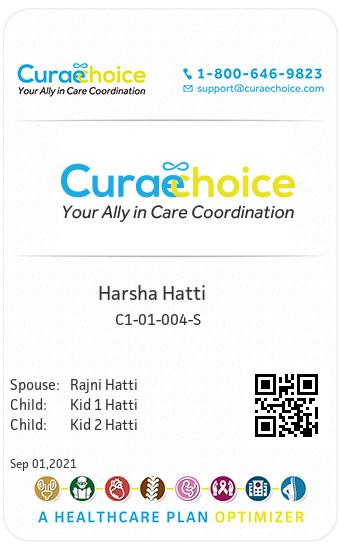 Curaechoice
Your Ally in Care Coordination
1-800-646-9823
support@curaechoice.com
Curaechoice
Your Ally in Care Coordination
Harsha Hatti
C1-01-004-S
Spouse: Rajni Hatti
Child: Kid 1 Hatti
Child: Kid 2 Hatti
Sep 01,2021
A HEALTHCARE PLAN OPTIMIZER